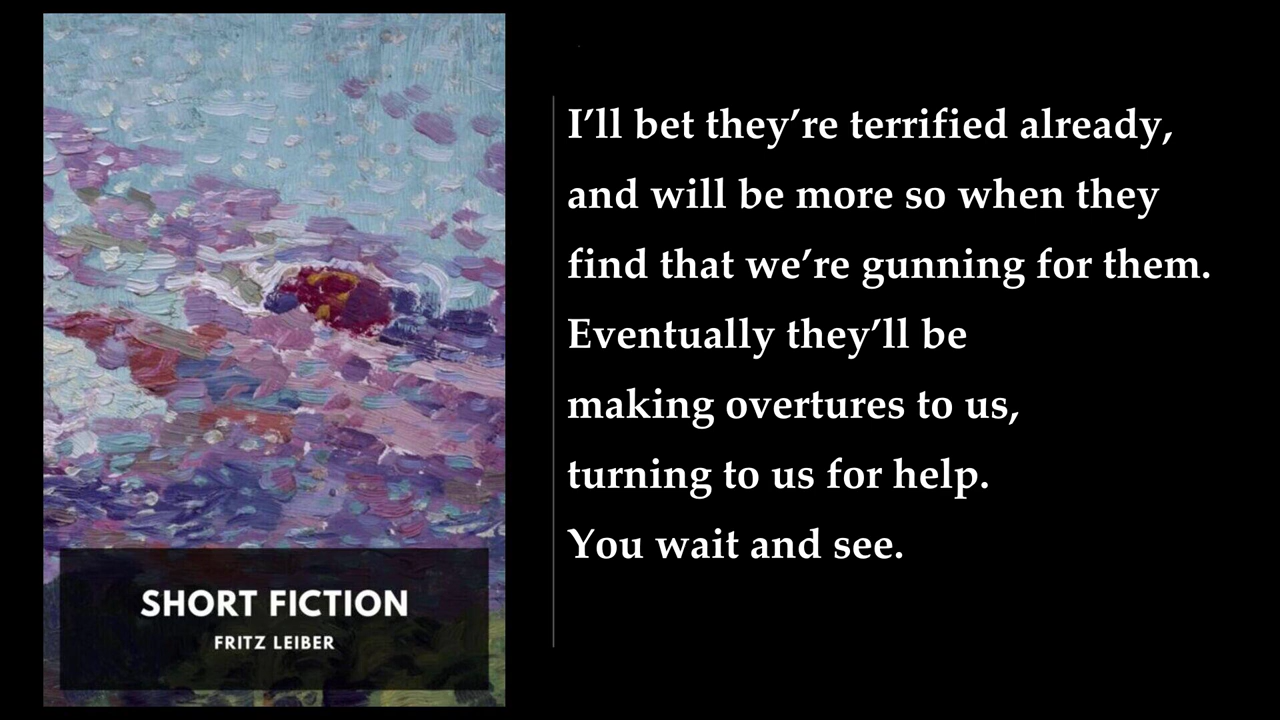 I’ll bet they’re terrified already,
and will be more so when they
find that we’re gunning for them.
Eventually they’ll be
making overtures to us,
turning to us for help.
You wait and see.
SHORT FICTION
FRITZ LEIBER